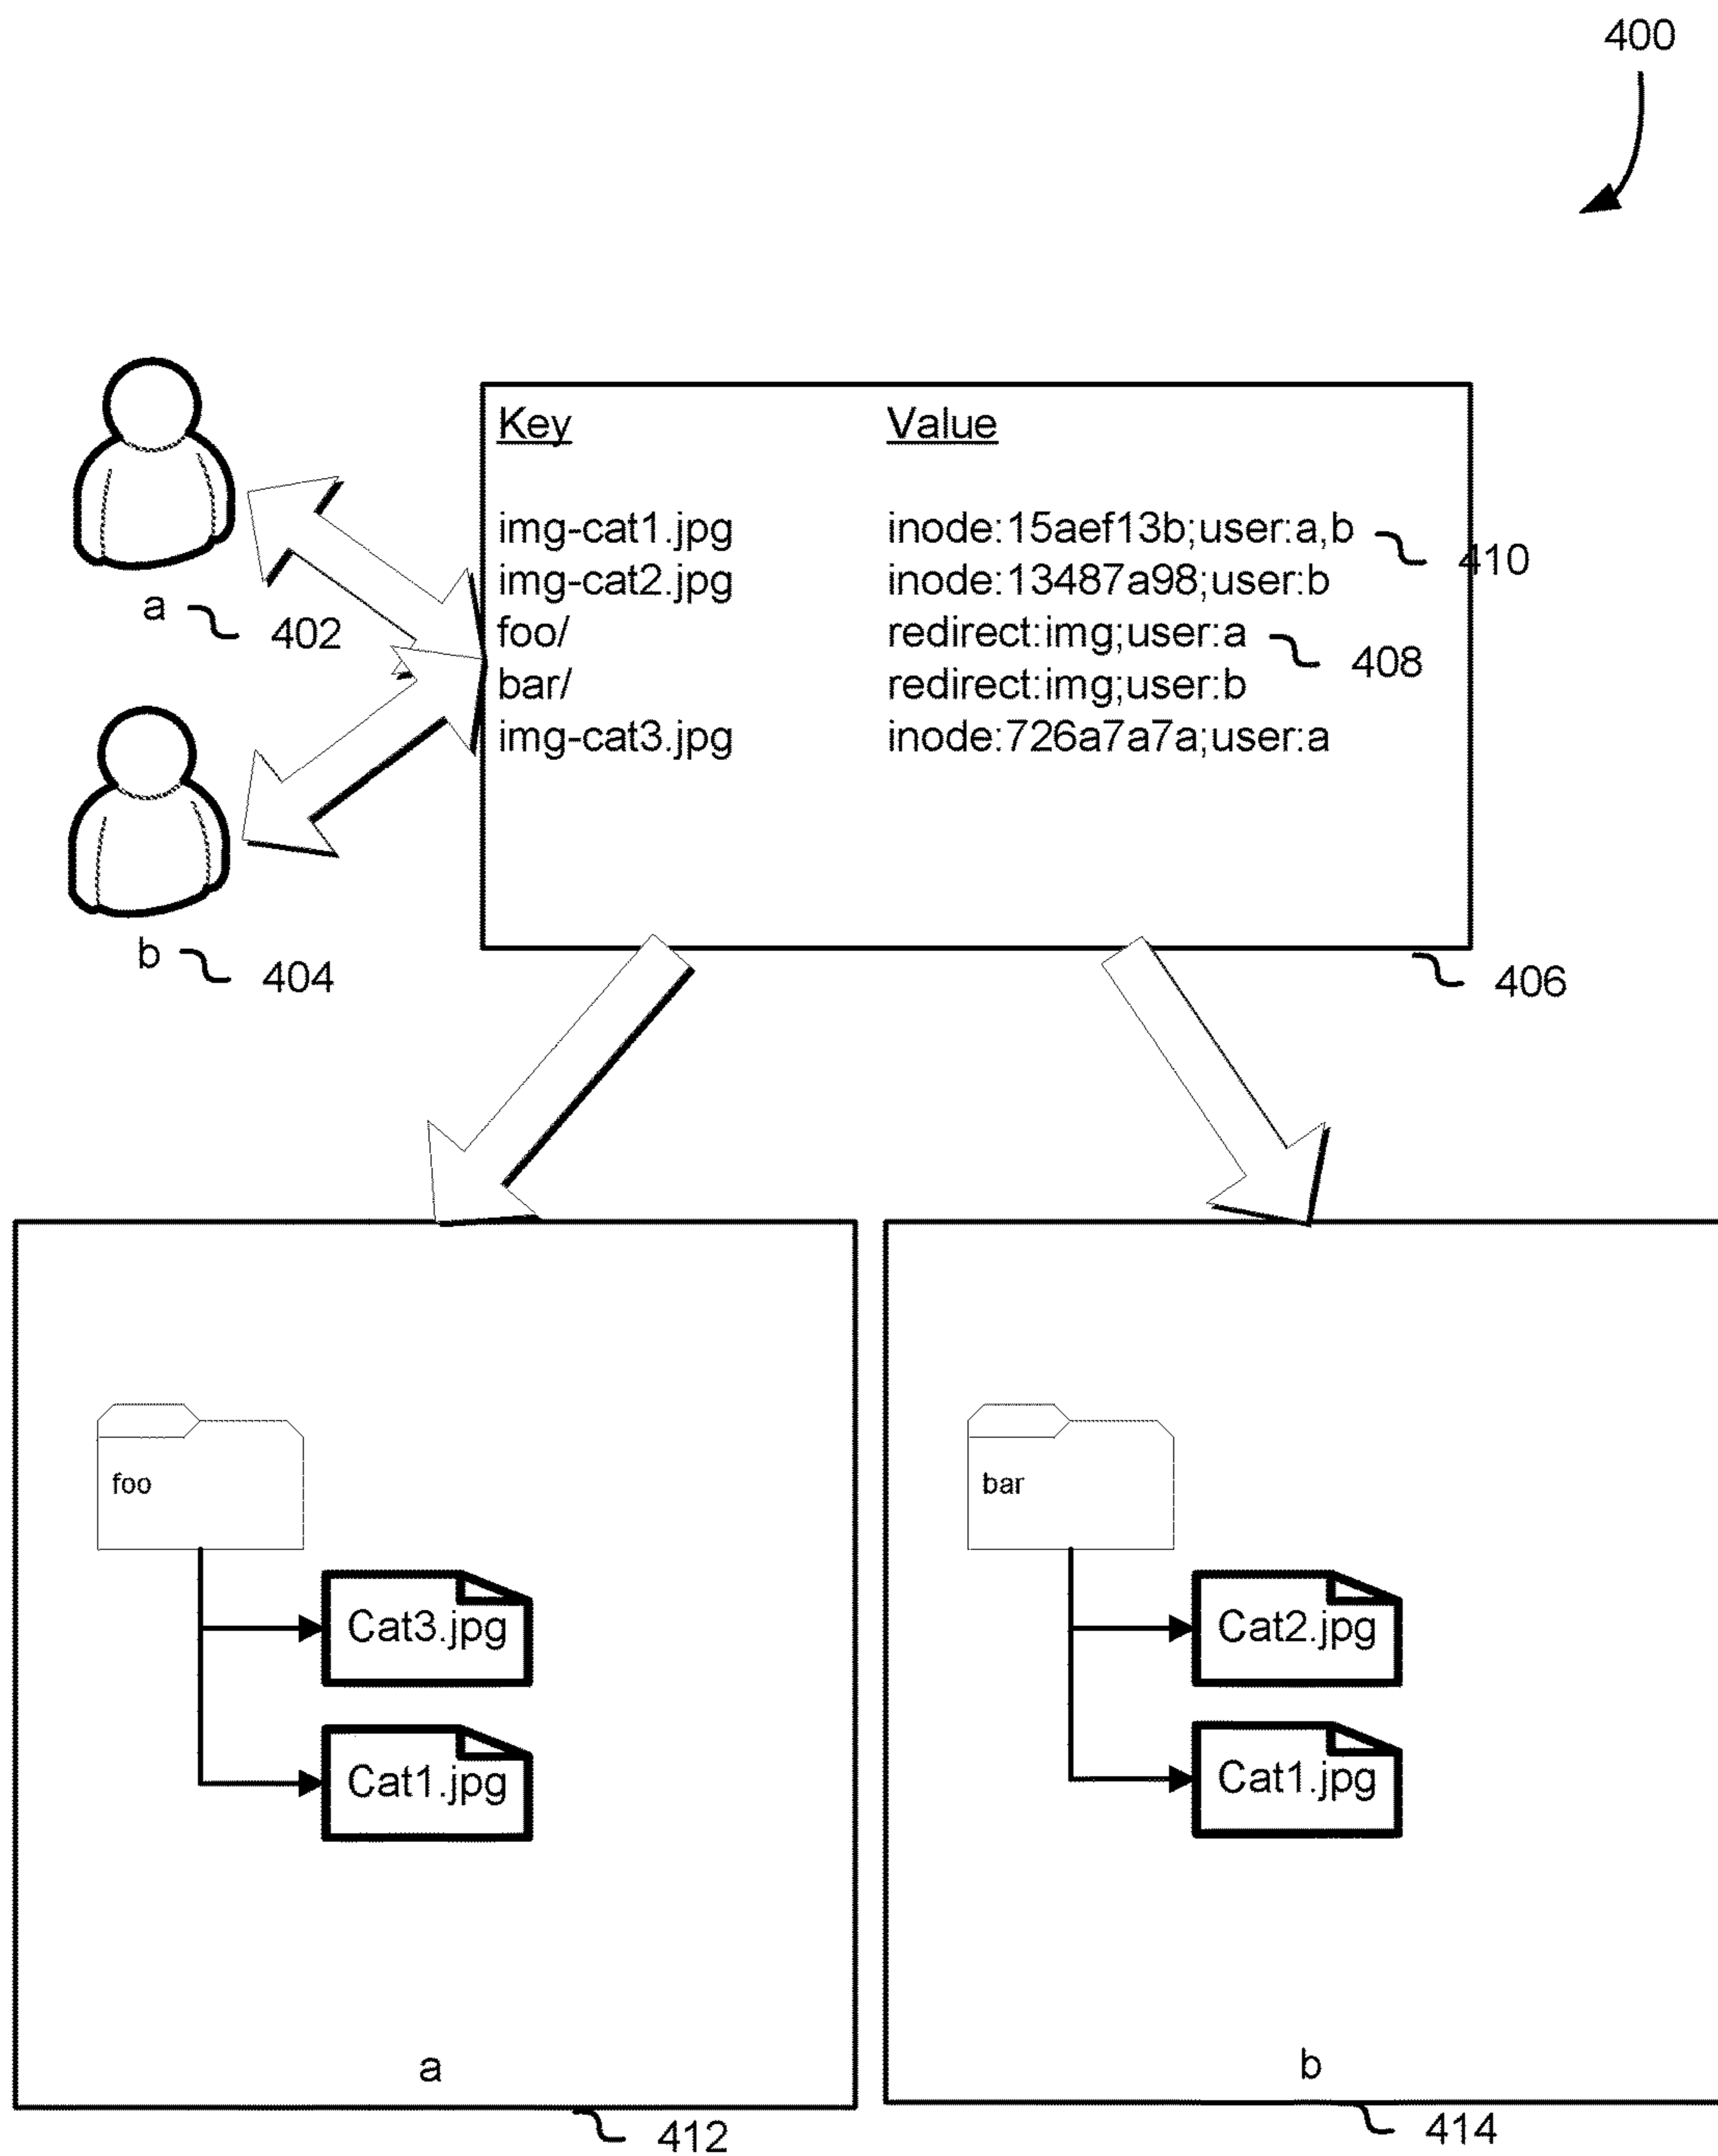 400
Key Value
img-cat1.jpg inode:15aef13b;user:a,b 410
img-cat2.jpg inode:13487a98;user:b
foo/ redirect:img;user:a 408
bar/ redirect:img;user:b
img-cat3.jpg inode:726a7a7a;user:a
a 402
b 404
406
foo
Cat3.jpg
Cat1.jpg
a
412
bar
Cat2.jpg
Cat1.jpg
b
414